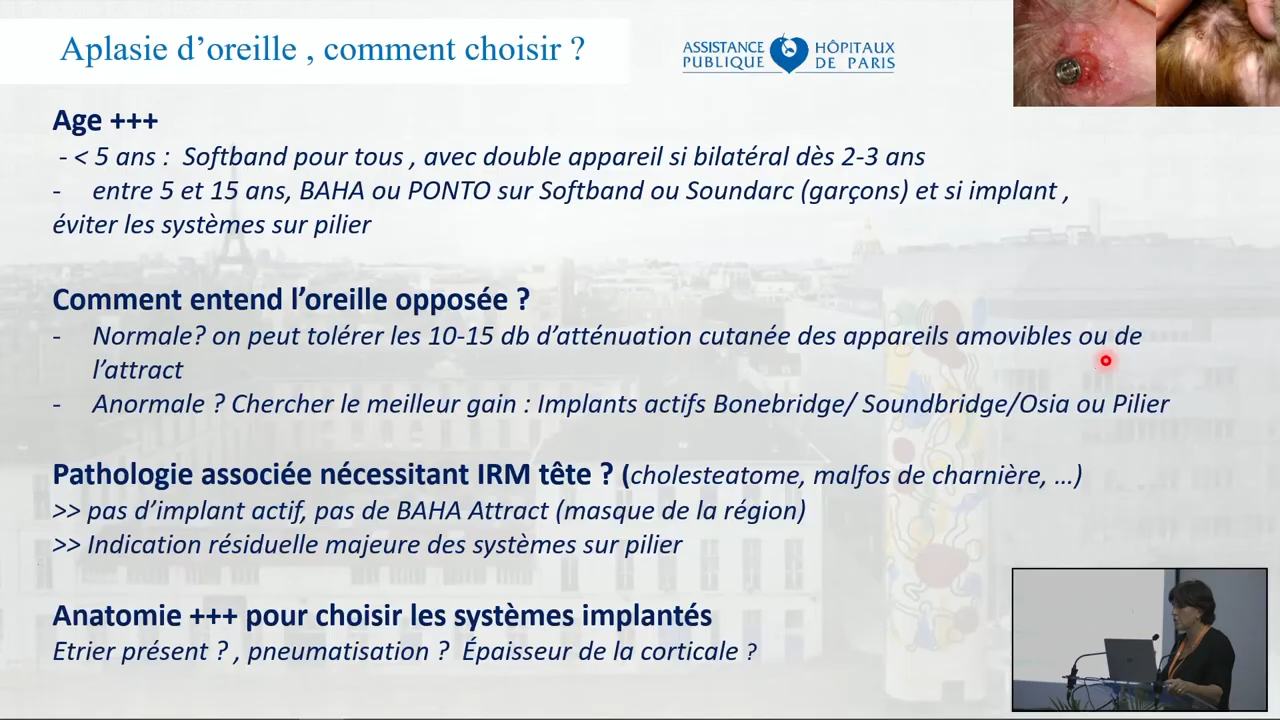 Aplasie d’oreille , comment choisir ?
ASSISTANCE PUBLIQUE HÔPITAUX DE PARIS
Age +++
- < 5 ans : Softband pour tous , avec double appareil si bilatéral dès 2-3 ans
- entre 5 et 15 ans, BAHA ou PONTO sur Softband ou Soundarc (garçons) et si implant ,
éviter les systèmes sur pilier
Comment entend l’oreille opposée ?
- Normale? on peut tolérer les 10-15 db d’atténuation cutanée des appareils amovibles ou de
l’attract
- Anormale ? Chercher le meilleur gain : Implants actifs Bonebridge/ Soundbridge/Osia ou Pilier
Pathologie associée nécessitant IRM tête ? (cholesteatome, malfos de charnière, …)
>> pas d’implant actif, pas de BAHA Attract (masque de la région)
>> Indication résiduelle majeure des systèmes sur pilier
Anatomie +++ pour choisir les systèmes implantés
Etrier présent ? , pneumatisation ? Épaisseur de la corticale ?